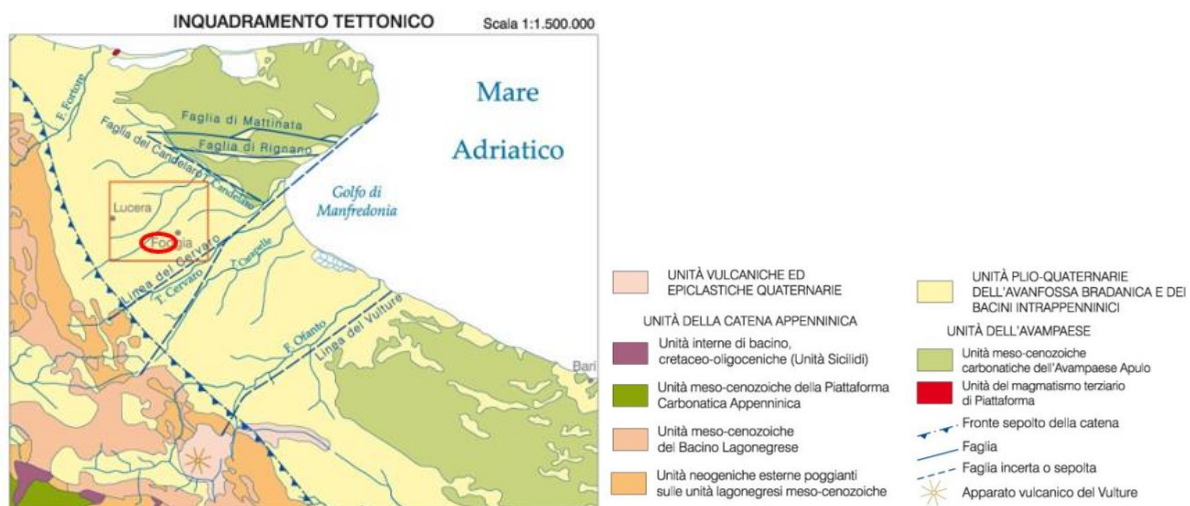 INQUADRAMENTO TETTONICO
Scala 1:1.500.000
Mare
Adriatico
F. Fortore
Faglia di Mattinata
Faglia di Rignano
Faglia del Candelaro
T. Candelaro
Golfo di
Manfredonia
Lucera
Foggia
Linea del Cervaro
T. Cervaro
T. Carapelle
F. Ofanto
Linea del Vulture
Bari
UNITÀ VULCANICHE ED
EPICLASTICHE QUATERNARIE
UNITÀ DELLA CATENA APPENNINICA
Unità interne di bacino,
cretaceo-oligoceniche (Unità Sicilidi)
Unità meso-cenozoiche della Piattaforma
Carbonatica Appenninica
Unità meso-cenozoiche
del Bacino Lagonegrese
Unità neogeniche esterne poggianti
sulle unità lagonegresi meso-cenozoiche
UNITÀ PLIO-QUATERNARIE
DELL'AVANFOSSA BRADANICA E DEI
BACINI INTRAPPENNINICI
UNITÀ DELL'AVAMPAESE
Unità meso-cenozoiche
carbonatiche dell'Avampaese Apulo
Unità del magmatismo terziario
di Piattaforma
Fronte sepolto della catena
Faglia
Faglia incerta o sepolta
Apparato vulcanico del Vulture